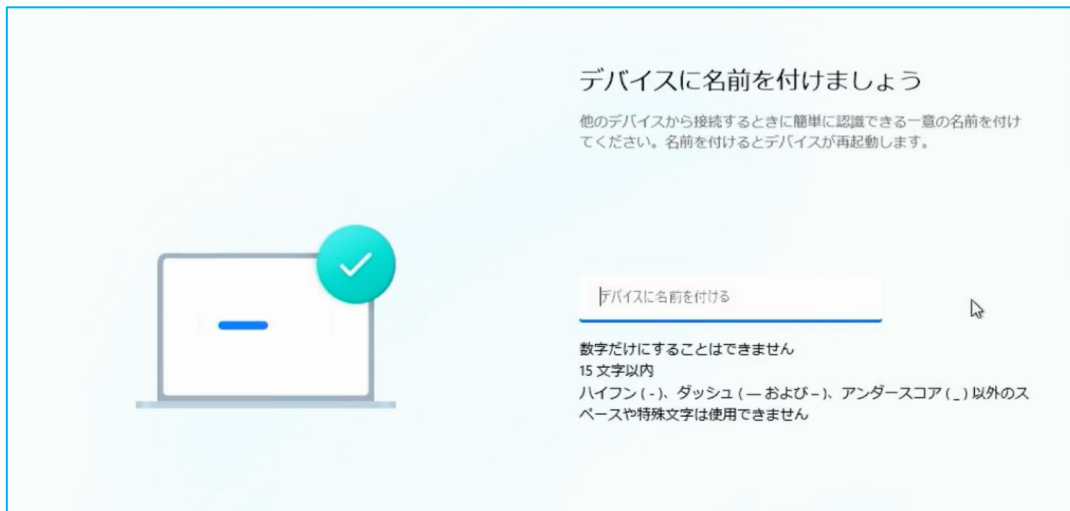 デバイスに名前を付けましょう
他のデバイスから接続するときに簡単に認識できる一意の名前を付け
てください。名前を付けるとデバイスが再起動します。
デバイスに名前を付ける
数字だけにすることはできません
15 文字以内
ハイフン ( - )、ダッシュ ( — および – )、アンダースコア ( _ ) 以外のス
ペースや特殊文字は使用できません